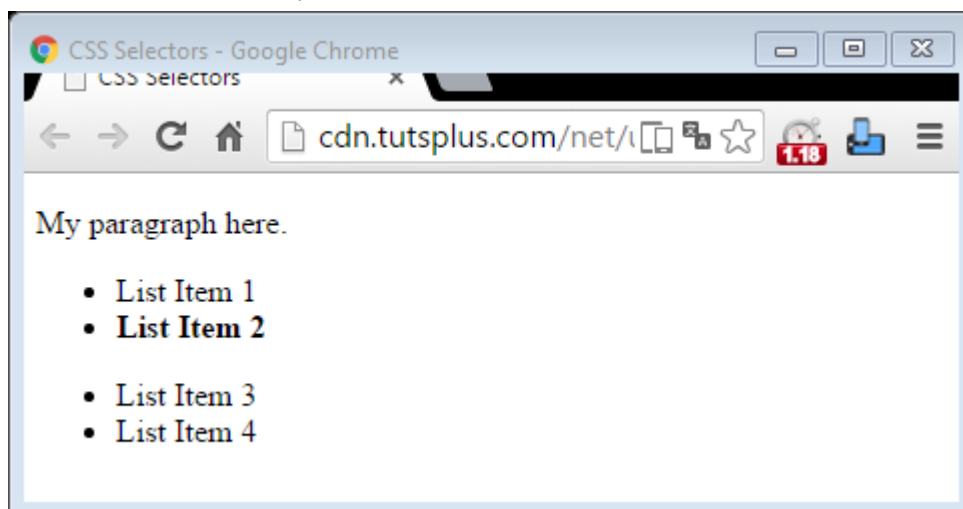 CSS Selectors - Google Chrome
CSS Selectors
cdn.tutsplus.com/net/
1.18
My paragraph here.
• List Item 1
• List Item 2
• List Item 3
• List Item 4